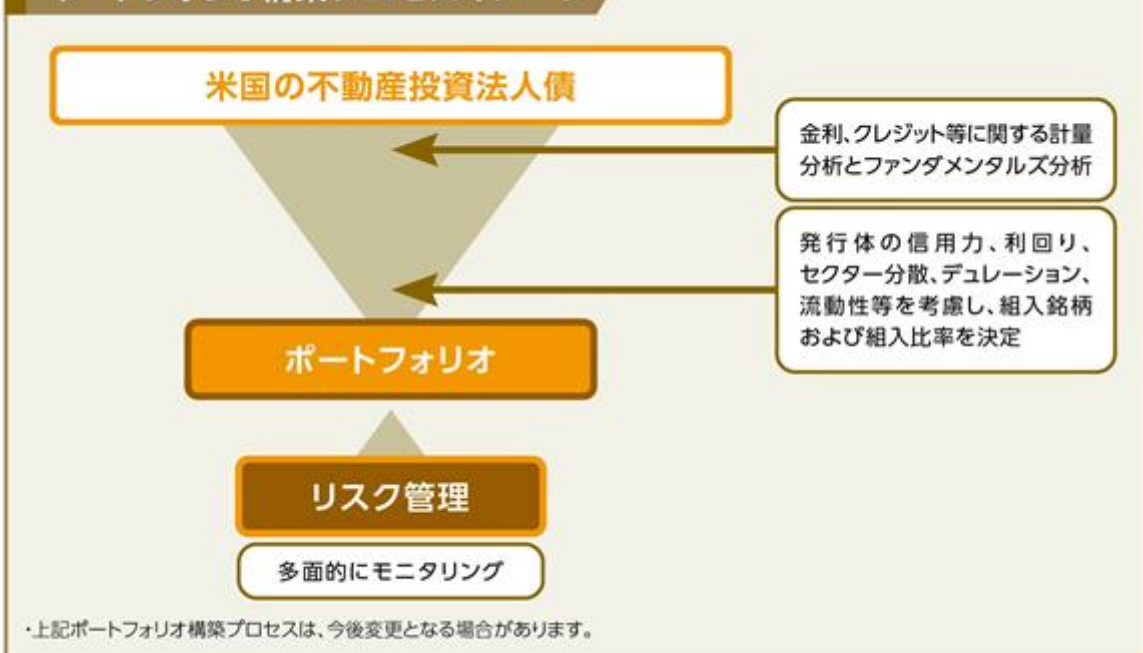 米国の不動産投資法人債
金利、クレジット等に関する計量
分析とファンダメンタルズ分析
発行体の信用力、利回り、
セクター分散、デュレーション、
流動性等を考慮し、組入銘柄
および組入比率を決定
ポートフォリオ
リスク管理
多面的にモニタリング
・上記ポートフォリオ構築プロセスは、今後変更となる場合があります。